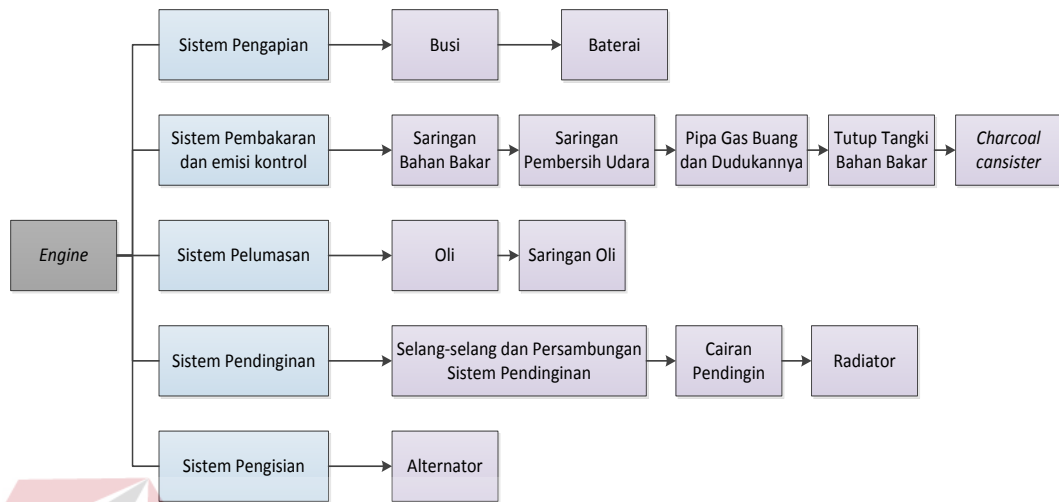 Sistem Pengapian
Busi
Baterai
Sistem Pembakaran
dan emisi kontrol
Saringan
Bahan Bakar
Saringan
Pembersih Udara
Pipa Gas Buang
dan Dudukannya
Tutup Tangki
Bahan Bakar
Charcoal
cansister
Engine
Sistem Pelumasan
Oli
Saringan Oli
Sistem Pendinginan
Selang-selang dan Persambungan
Sistem Pendinginan
Cairan
Pendingin
Radiator
Sistem Pengisian
Alternator